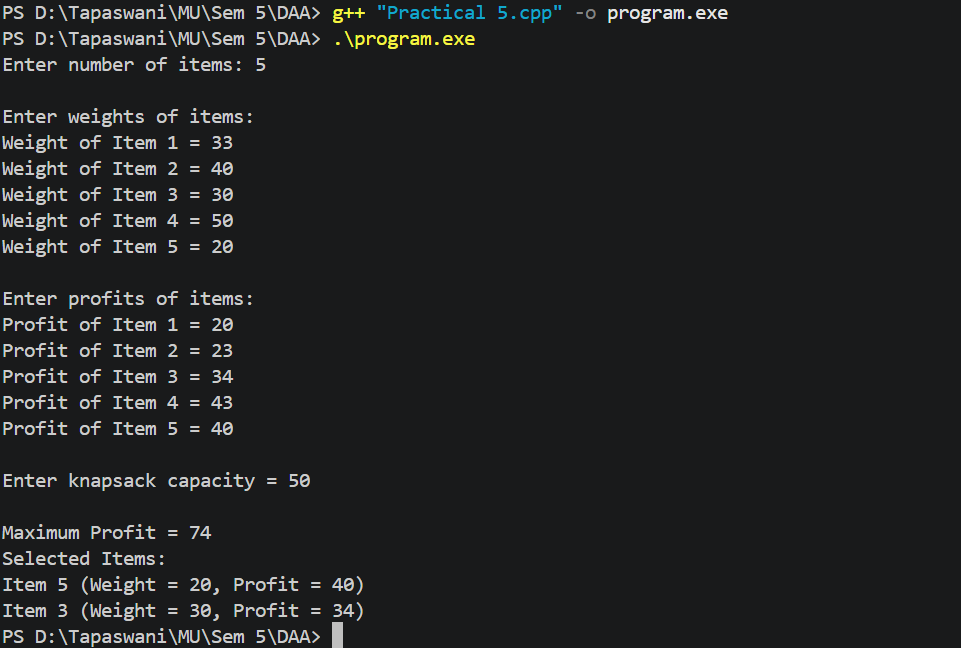 PS D:\Tapaswani\MU\Sem 5\DAA> g++ "Practical 5.cpp" -o program.exe
PS D:\Tapaswani\MU\Sem 5\DAA> .\program.exe
Enter number of items: 5
Enter weights of items:
Weight of Item 1 = 33
Weight of Item 2 = 40
Weight of Item 3 = 30
Weight of Item 4 = 50
Weight of Item 5 = 20
Enter profits of items:
Profit of Item 1 = 20
Profit of Item 2 = 23
Profit of Item 3 = 34
Profit of Item 4 = 43
Profit of Item 5 = 40
Enter knapsack capacity = 50
Maximum Profit = 74
Selected Items:
Item 5 (Weight = 20, Profit = 40)
Item 3 (Weight = 30, Profit = 34)
PS D:\Tapaswani\MU\Sem 5\DAA>